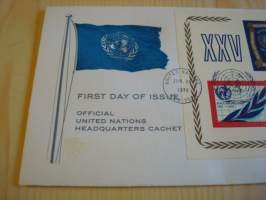 FIRST DAY OF ISSUE
OFFICIAL
UNITED NATIONS
HEADQUARTERS CACHET
XXV